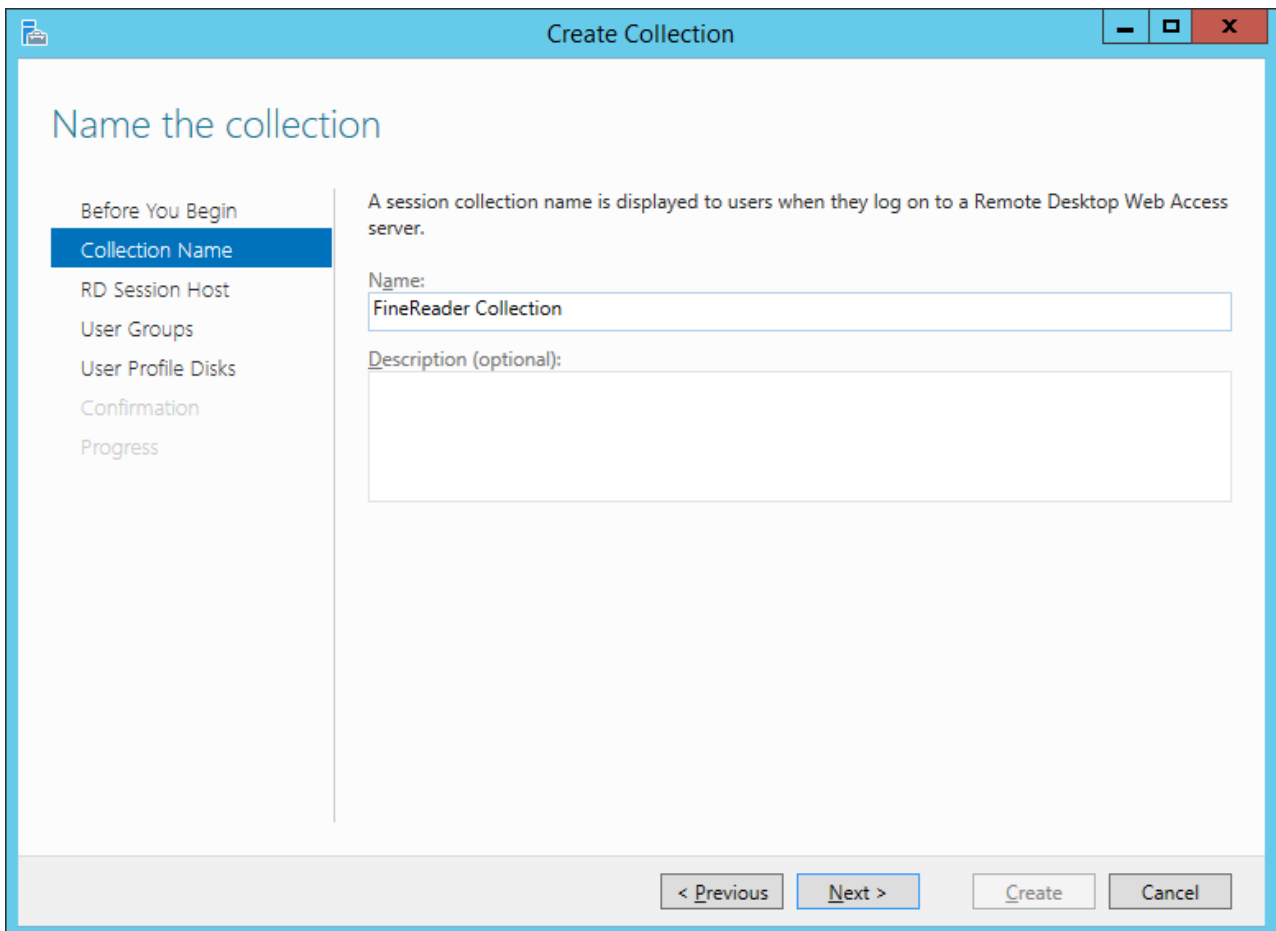 Create Collection
Name the collection
Before You Begin
Collection Name
RD Session Host
User Groups
User Profile Disks
Confirmation
Progress
A session collection name is displayed to users when they log on to a Remote Desktop Web Access
server.
Name:
FineReader Collection
Description (optional):
< Previous
Next >
Create
Cancel